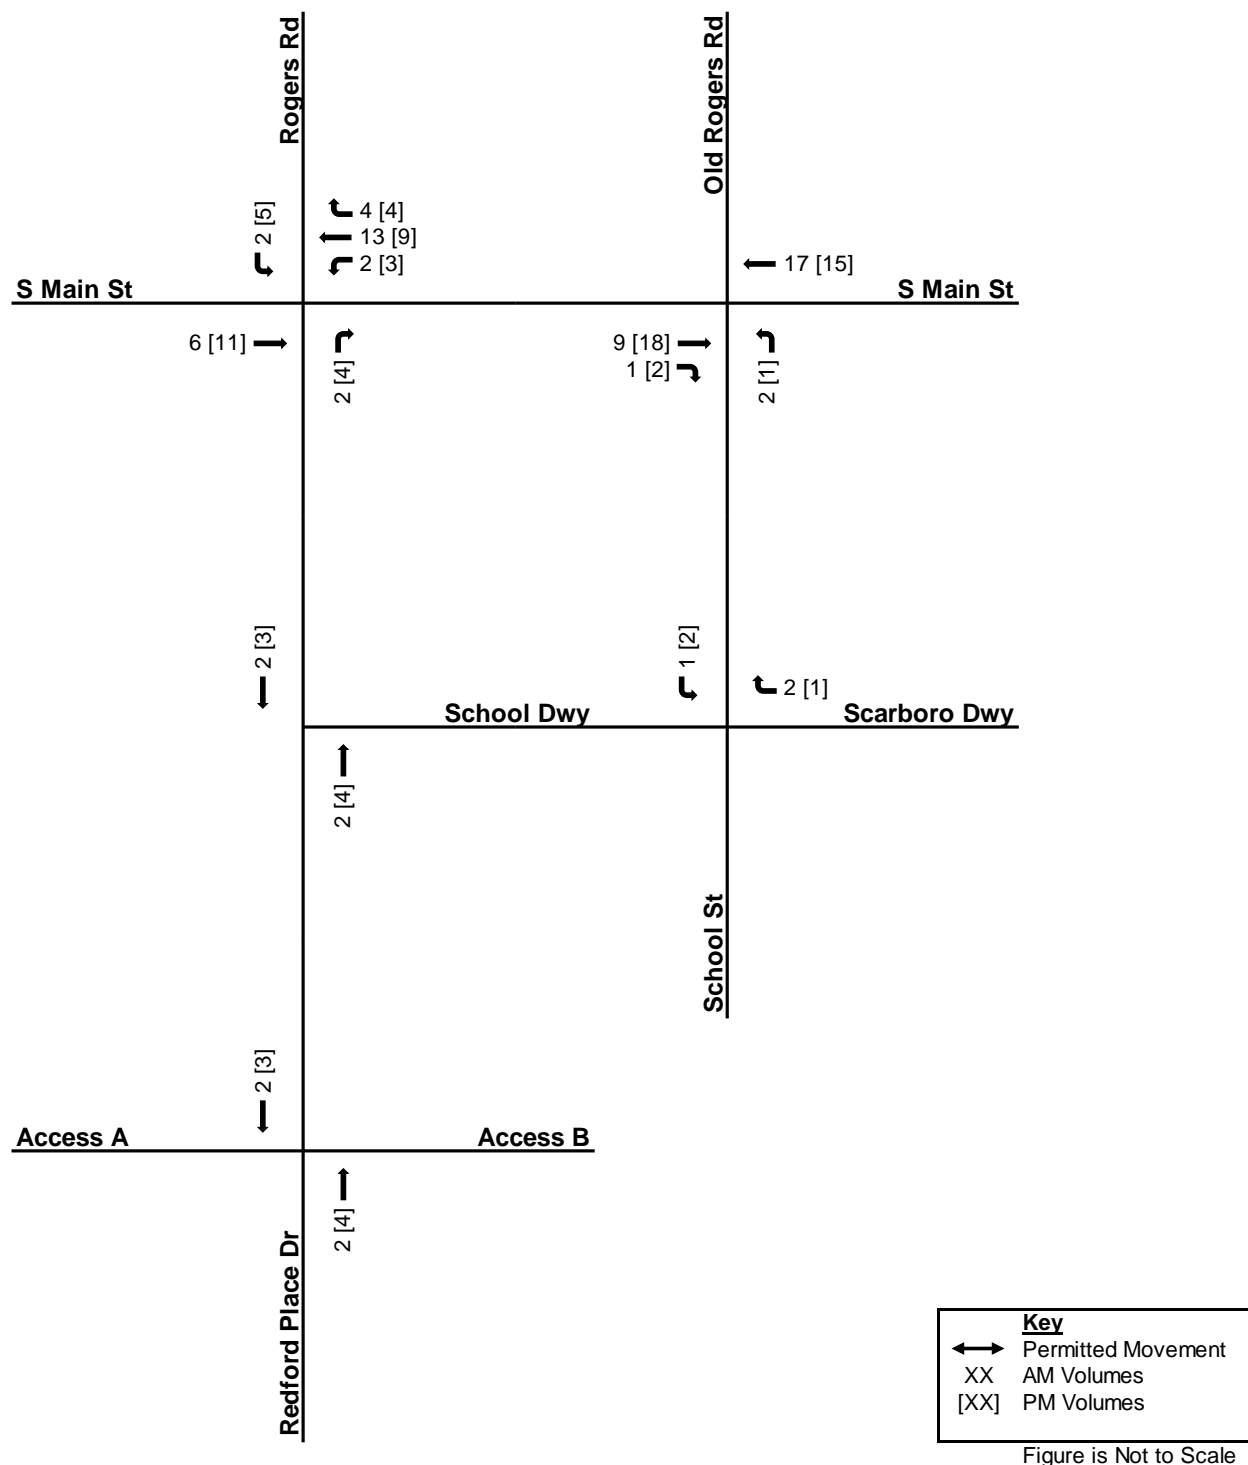 Rogers Rd
Old Rogers Rd
2 [5]
4 [4]
13 [9]
2 [3]
17 [15]
S Main St
S Main St
6 [11]
2 [4]
9 [18]
1 [2]
2 [1]
2 [3]
1 [2]
2 [1]
School Dwy
Scarboro Dwy
2 [4]
School St
2 [3]
Access A
Access B
2 [4]
Redford Place Dr
Key
Permitted Movement
XX AM Volumes
[XX] PM Volumes
Figure is Not to Scale